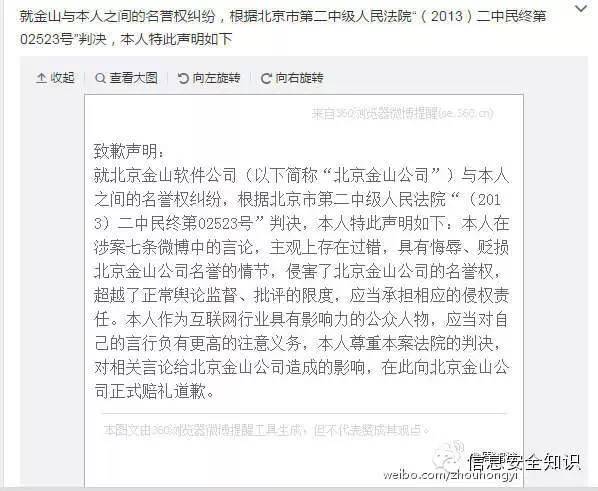 就金山与本人之间的名誉权纠纷，根据北京市第二中级人民法院“（2013）二中民终第
02523号”判决，本人特此声明如下
收起 查看大图 向左旋转 向右旋转
来自360浏览器微博提醒(se.360.cn)
致歉声明：
就北京金山软件公司（以下简称“北京金山公司”）与本人
之间的名誉权纠纷，根据北京市第二中级人民法院“（201
3）二中民终第02523号”判决，本人特此声明如下：本人在
涉案七条微博中的言论，主观上存在过错，具有侮辱、贬损
北京金山公司名誉的情节，侵害了北京金山公司的名誉权，
超越了正常舆论监督、批评的限度，应当承担相应的侵权责
任。本人作为互联网行业具有影响力的公众人物，应当对自
己的言行负有更高的注意义务，本人尊重本案法院的判决，
对相关言论给北京金山公司造成的影响，在此向北京金山公
司正式赔礼道歉。
本图文由360浏览器微博提醒工具生成，但不代表赞成其观点。
信息安全知识
weibo.com/zhouhongyi